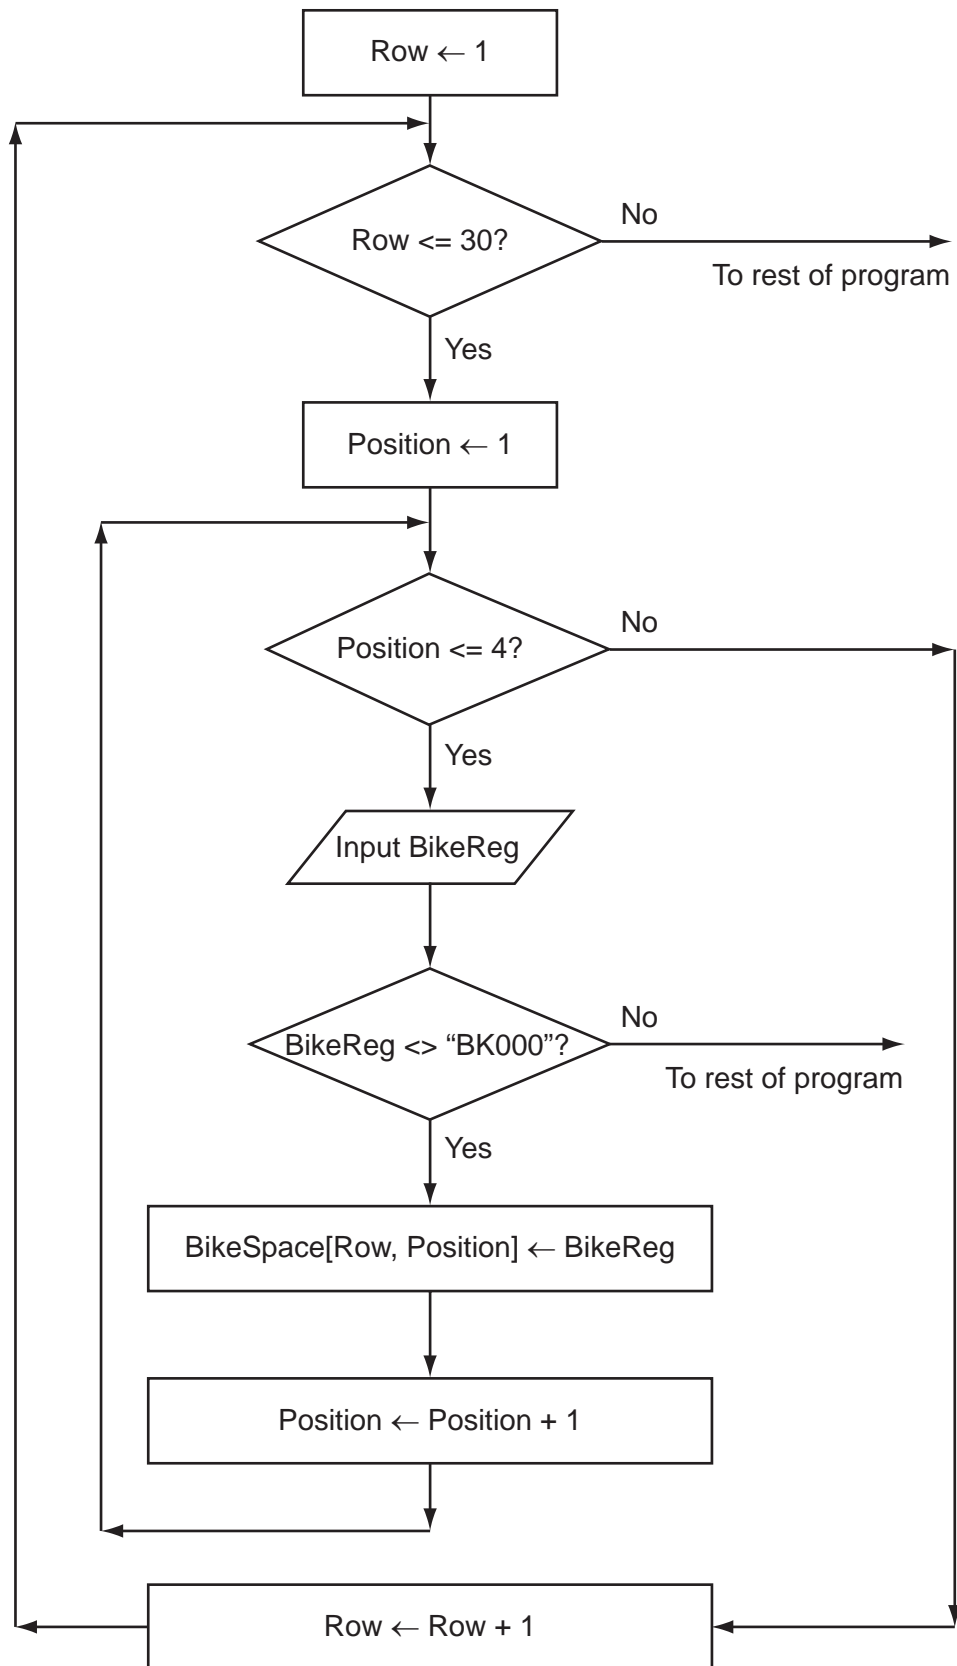 Row ← 1
Row <= 30?
No
To rest of program
Yes
Position ← 1
Position <= 4?
No
Yes
Input BikeReg
BikeReg <> “BK000”?
No
To rest of program
Yes
BikeSpace[Row, Position] ← BikeReg
Position ← Position + 1
Row ← Row + 1